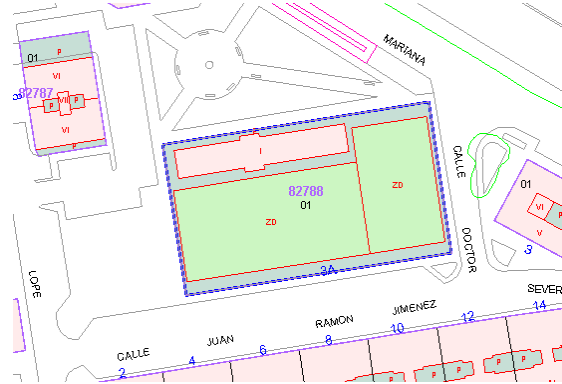 MARIANA
P
01
VI
82787
P
VII
P
3
VI
P
I
CALLE
82788
01
ZD
ZD
01
VI
P
V
3
DOCTOR
3A
LOPE
SEVER
CALLE JUAN RAMON JIMENEZ
2
4
6
8
10
12
14
P
P
P
P
P
P